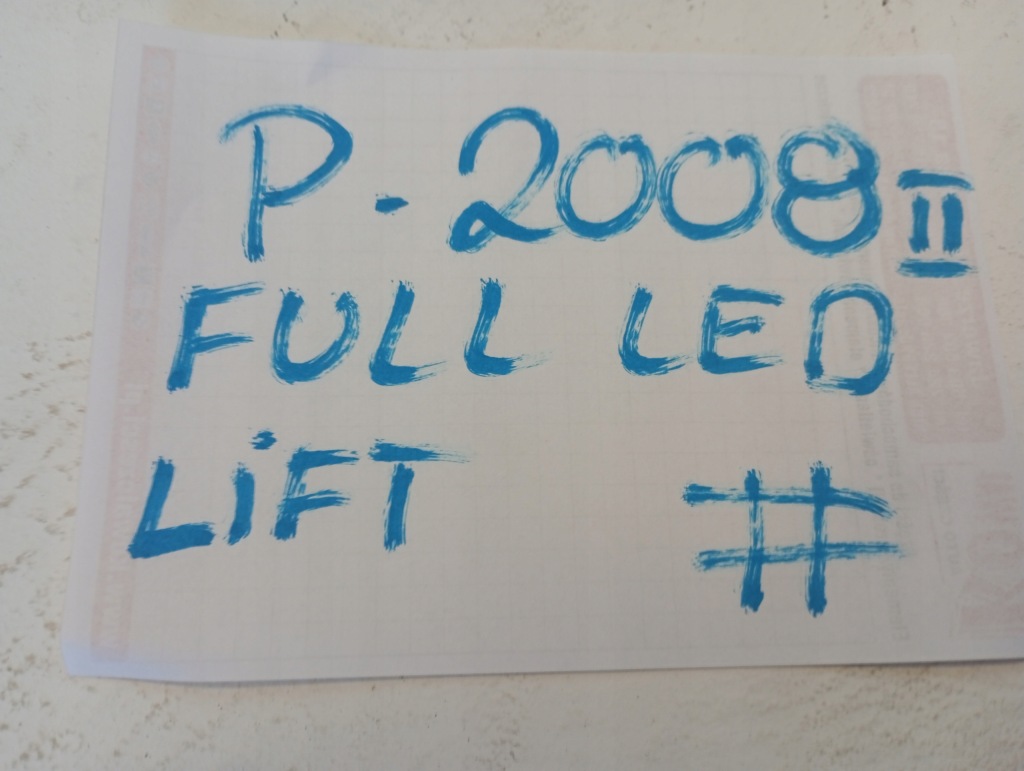 P-2008 II
FULL LED
LiFT #